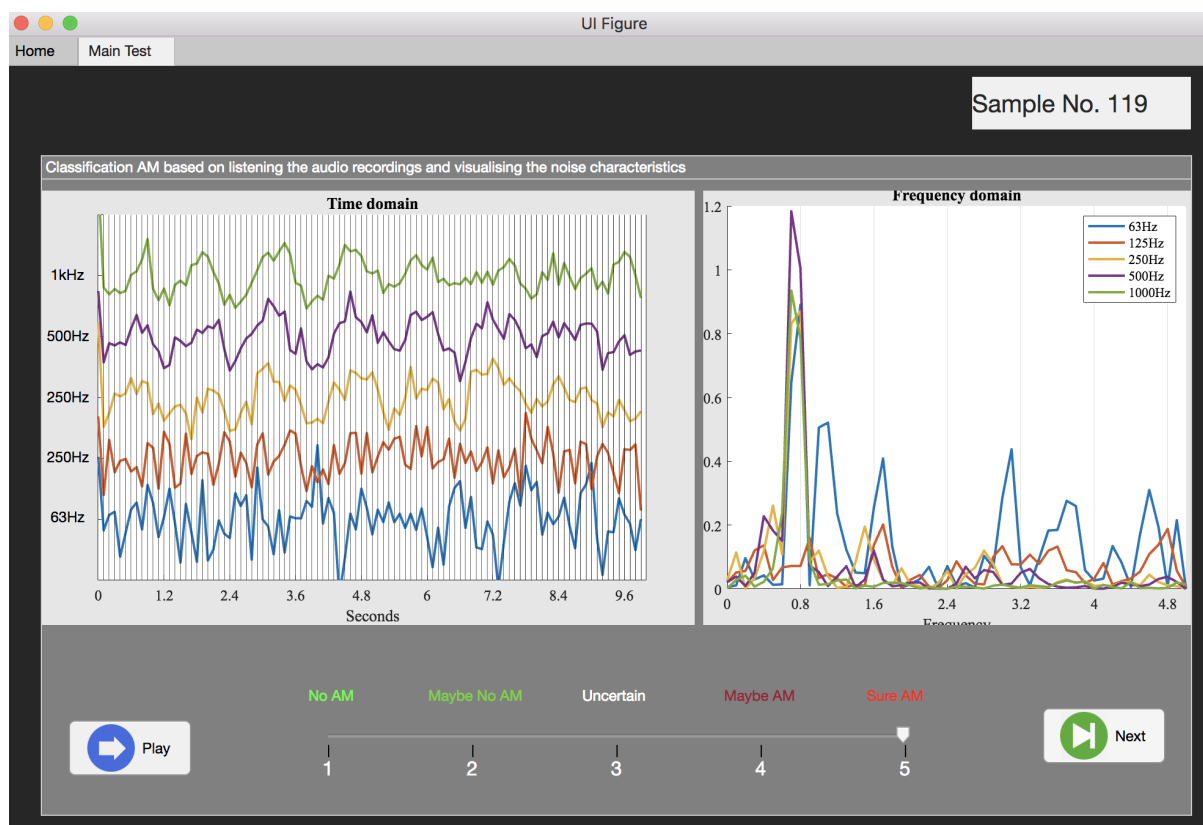 UI Figure
Home
Main Test
Sample No. 119
Classification AM based on listening the audio recordings and visualising the noise characteristics
Time domain
1kHz
500Hz
250Hz
250Hz
63Hz
0 1.2 2.4 3.6 4.8 6 7.2 8.4 9.6
Seconds
Frequency domain
1.2
1
0.8
0.6
0.4
0.2
0
63Hz
125Hz
250Hz
500Hz
1000Hz
0 0.8 1.6 2.4 3.2 4 4.8
Frequency
No AM Maybe No AM Uncertain Maybe AM Sure AM
Play
1 2 3 4 5
Next